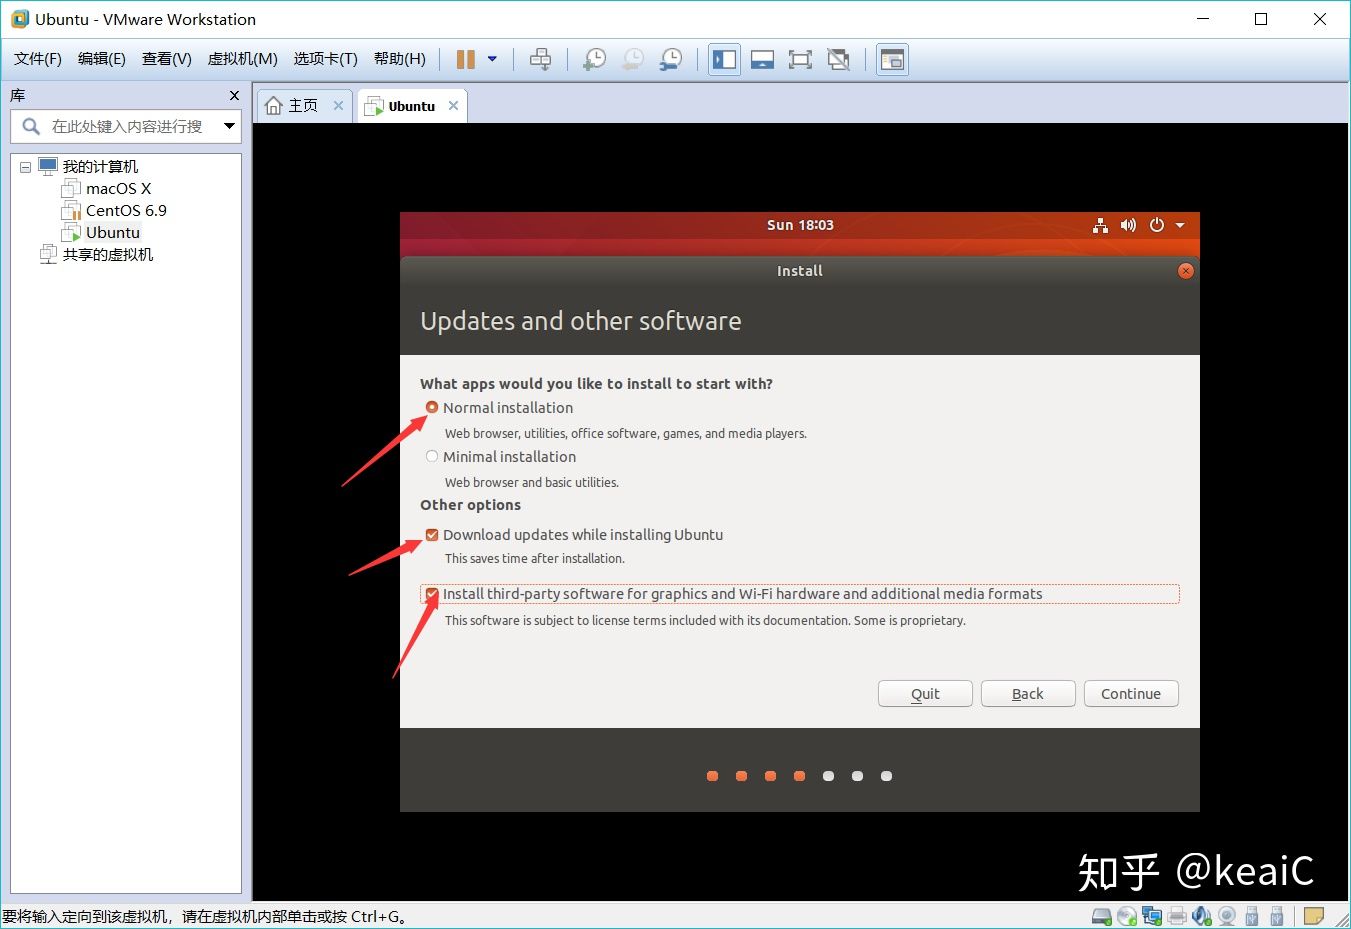 Ubuntu - VMware Workstation
文件(F) 编辑(E) 查看(V) 虚拟机(M) 选项卡(T) 帮助(H)
库
在此处键入内容进行搜
我的计算机
macOS X
CentOS 6.9
Ubuntu
共享的虚拟机
主页
Ubuntu
Sun 18:03
Install
Updates and other software
What apps would you like to install to start with?
Normal installation
Web browser, utilities, office software, games, and media players.
Minimal installation
Web browser and basic utilities.
Other options
Download updates while installing Ubuntu
This saves time after installation.
Install third-party software for graphics and Wi-Fi hardware and additional media formats
This software is subject to license terms included with its documentation. Some is proprietary.
Quit Back Continue
知乎 @keaiC
要将输入定向到该虚拟机，请在虚拟机内部单击或按 Ctrl+G。